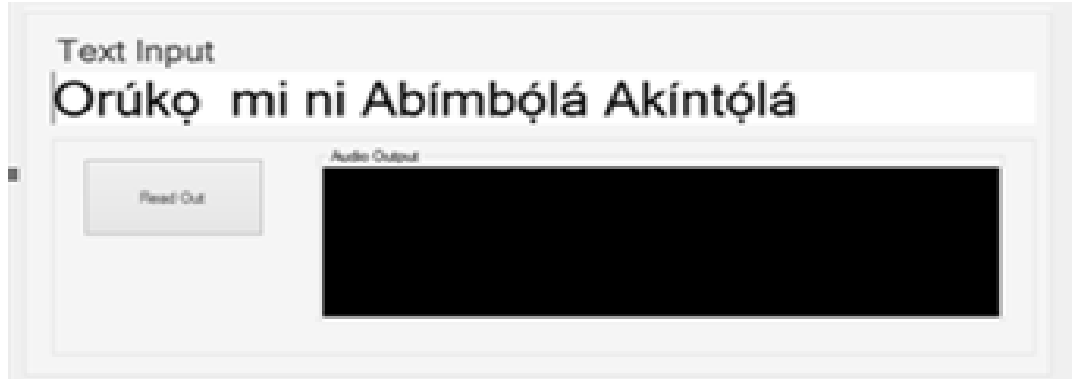 Text Input
Orúkọ mi ni Abímbọ́lá Akíntọ́lá
Audio Output
Read Out